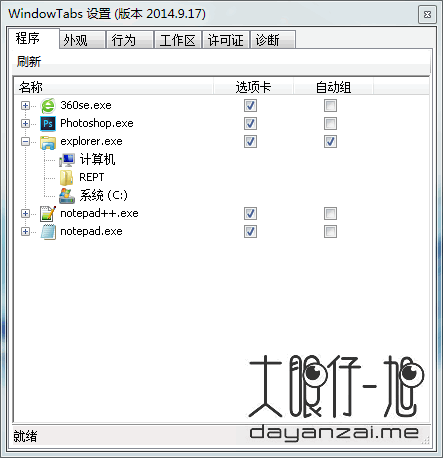 WindowTabs 设置 (版本 2014.9.17)
程序 外观 行为 工作区 许可证 诊断
刷新
名称 选项卡 自动组
360se.exe
Photoshop.exe
explorer.exe
计算机
REPT
系统 (C:)
notepad++.exe
notepad.exe
大眼仔~旭
dayanzai.me
就绪